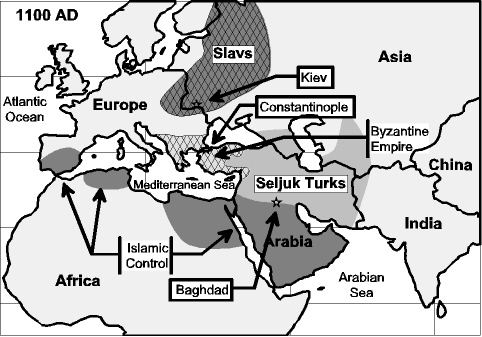 1100 AD
Slavs
Asia
Kiev
Atlantic
Ocean
Europe
Constantinople
Byzantine
Empire
China
Mediterranean Sea
Seljuk Turks
India
Islamic
Control
Arabia
Africa
Baghdad
Arabian
Sea